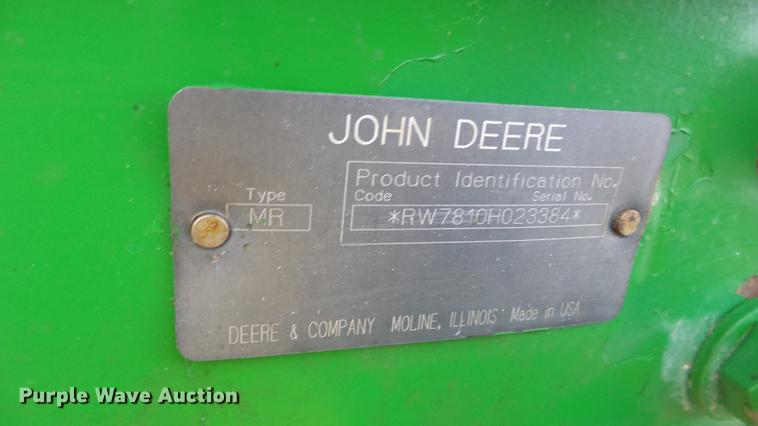 JOHN DEERE
Product Identification No.
Type Code Serial No.
MR *RW7810H023384*
DEERE & COMPANY MOLINE, ILLINOIS Made in USA
Purple Wave Auction